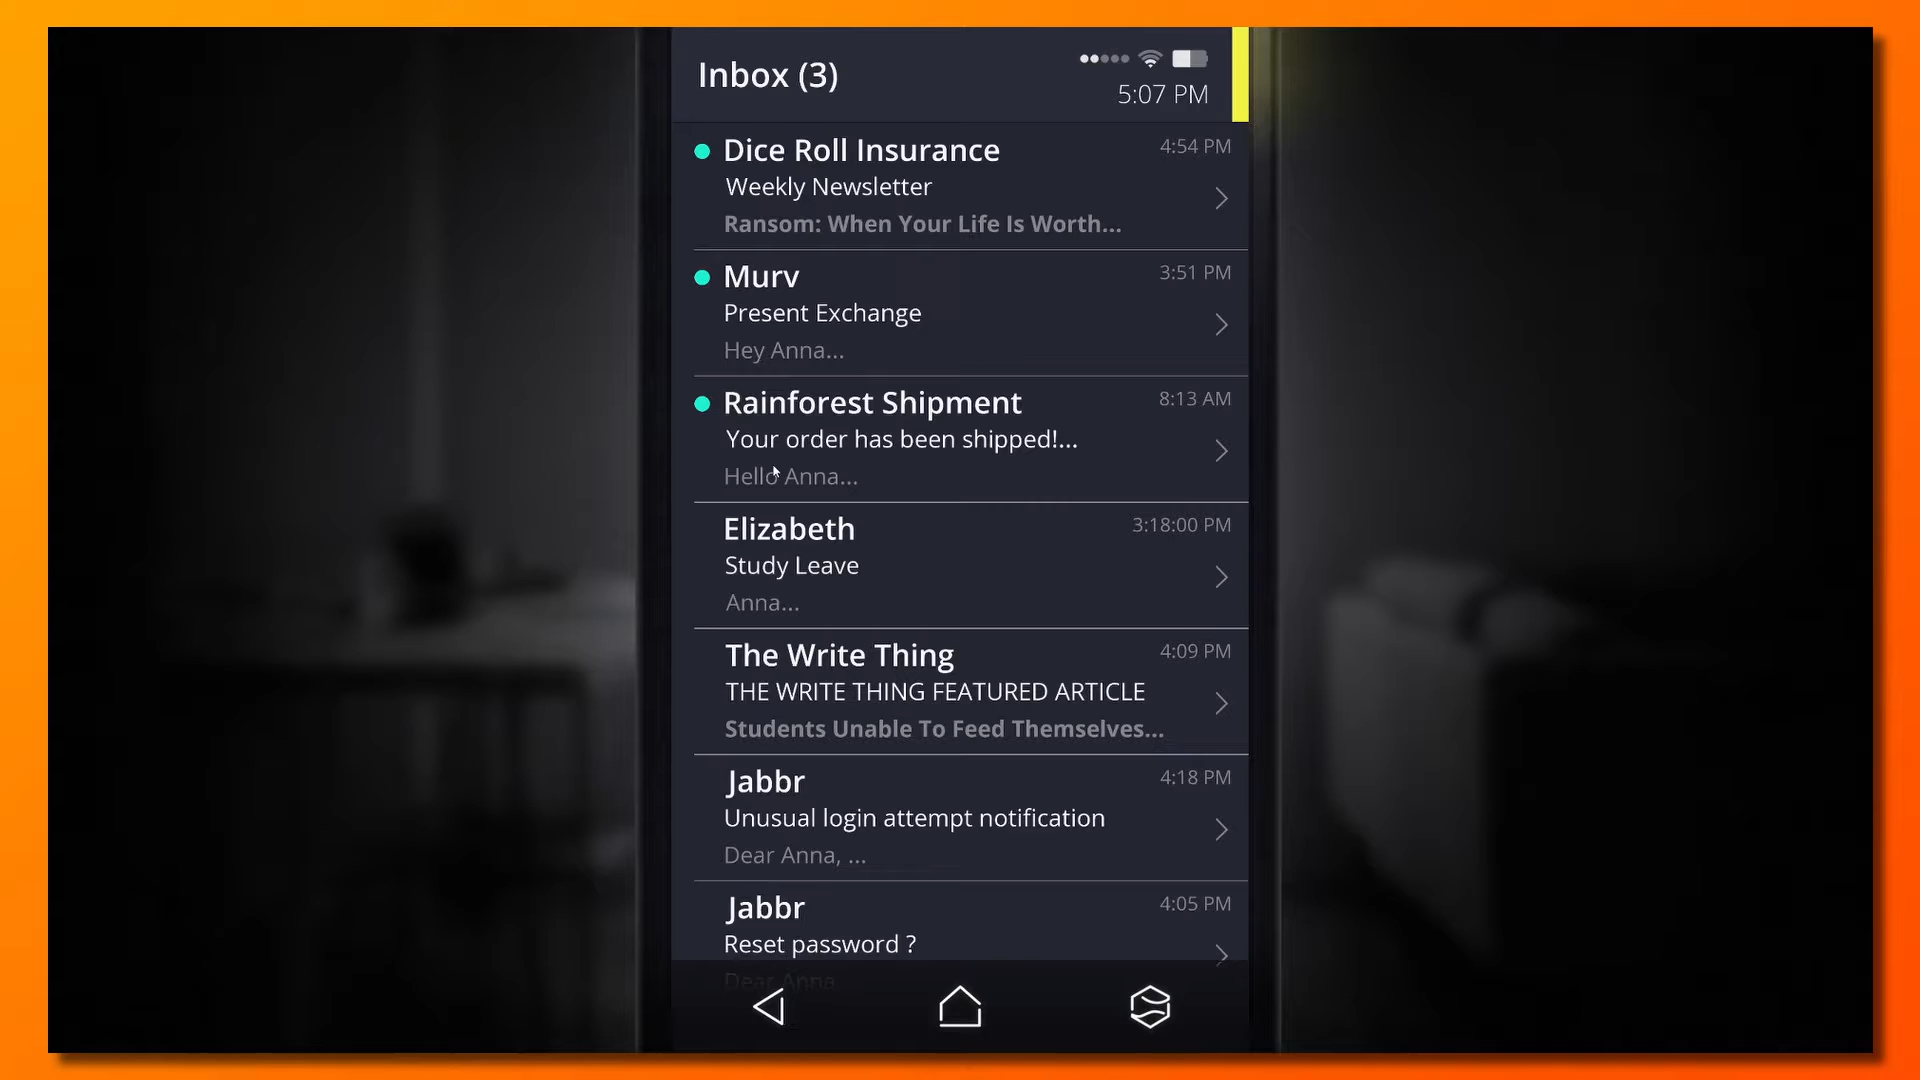 Inbox (3)
5:07 PM
Dice Roll Insurance
4:54 PM
Weekly Newsletter
Ransom: When Your Life Is Worth...
Murv
3:51 PM
Present Exchange
Hey Anna...
Rainforest Shipment
8:13 AM
Your order has been shipped!...
Hello Anna...
Elizabeth
3:18:00 PM
Study Leave
Anna...
The Write Thing
4:09 PM
THE WRITE THING FEATURED ARTICLE
Students Unable To Feed Themselves...
Jabbr
4:18 PM
Unusual login attempt notification
Dear Anna, ...
Jabbr
4:05 PM
Reset password ?
Dear Anna